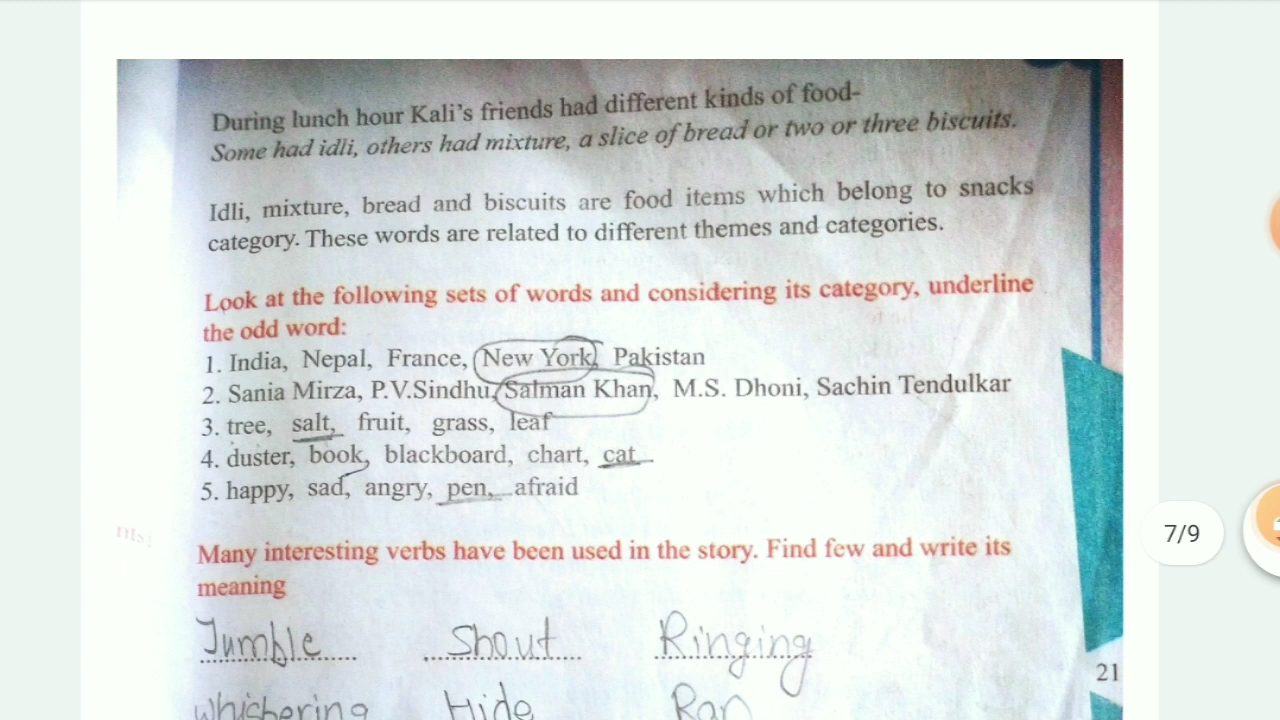 During lunch hour Kali's friends had different kinds of food-
Some had idli, others had mixture, a slice of bread or two or three biscuits.
Idli, mixture, bread and biscuits are food items which belong to snacks
category. These words are related to different themes and categories.
Look at the following sets of words and considering its category, underline
the odd word:
1. India, Nepal, France, New York, Pakistan
2. Sania Mirza, P.V.Sindhu, Salman Khan, M.S. Dhoni, Sachin Tendulkar
3. tree, salt, fruit, grass, leaf
4. duster, book, blackboard, chart, cat
5. happy, sad, angry, pen, afraid
Many interesting verbs have been used in the story. Find few and write its
meaning
Jumble Shout Ringing
21
Hide Ran
7/9